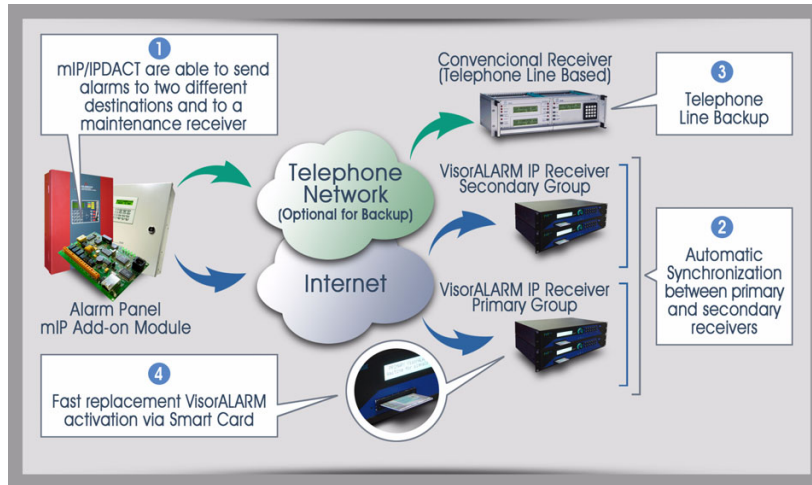 1
mIP/IPDACT are able to send
alarms to two different
destinations and to a
maintenance receiver
Convencional Receiver
(Telephone Line Based)
3
Telephone
Line Backup
Telephone
Network
(Optional for Backup)
VisorALARM IP Receiver
Secondary Group
2
Automatic
Synchronization
between primary
and secondary
receivers
Internet
VisorALARM IP Receiver
Primary Group
Alarm Panel
mIP Add-on Module
4
Fast replacement VisorALARM
activation via Smart Card